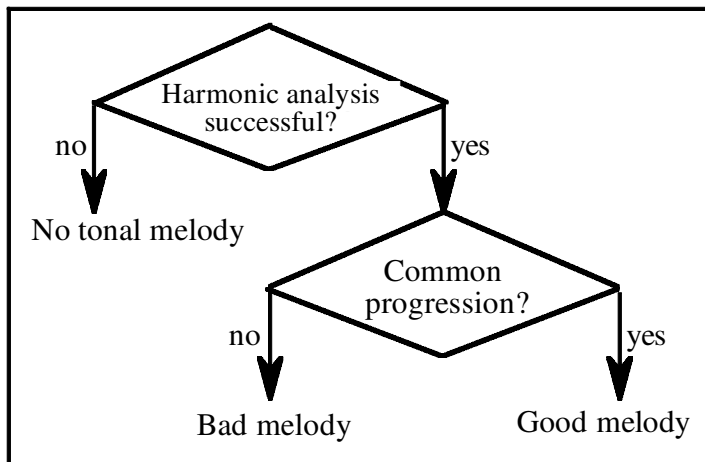 Harmonic analysis
successful?
no
yes
No tonal melody
Common
progression?
no
yes
Bad melody
Good melody